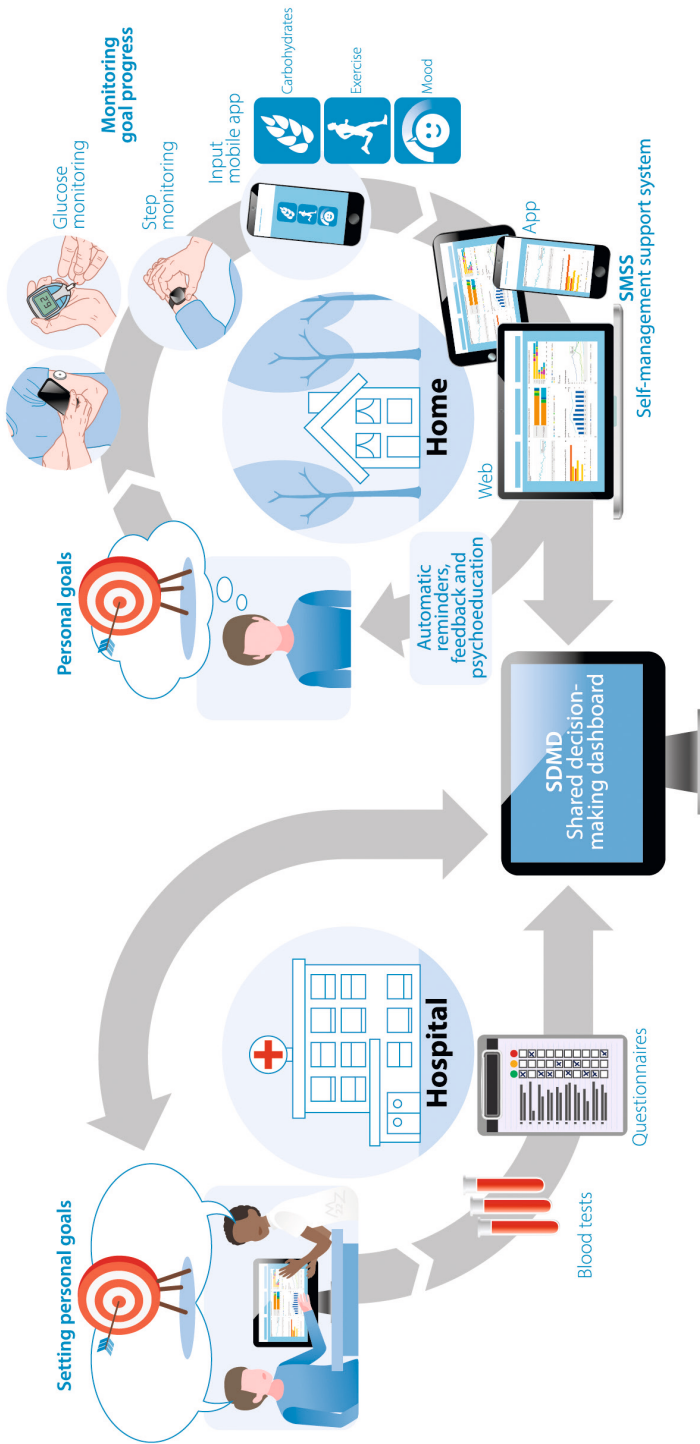 Setting personal goals
Hospital
Blood tests
Questionnaires
SDMD
Shared decision-
making dashboard
Personal goals
Automatic
reminders,
feedback and
psychoeducation
Home
Glucose
monitoring
Monitoring
goal progress
Step
monitoring
Input
mobile app
Carbohydrates
Exercise
Mood
Web
App
SMSS
Self-management support system